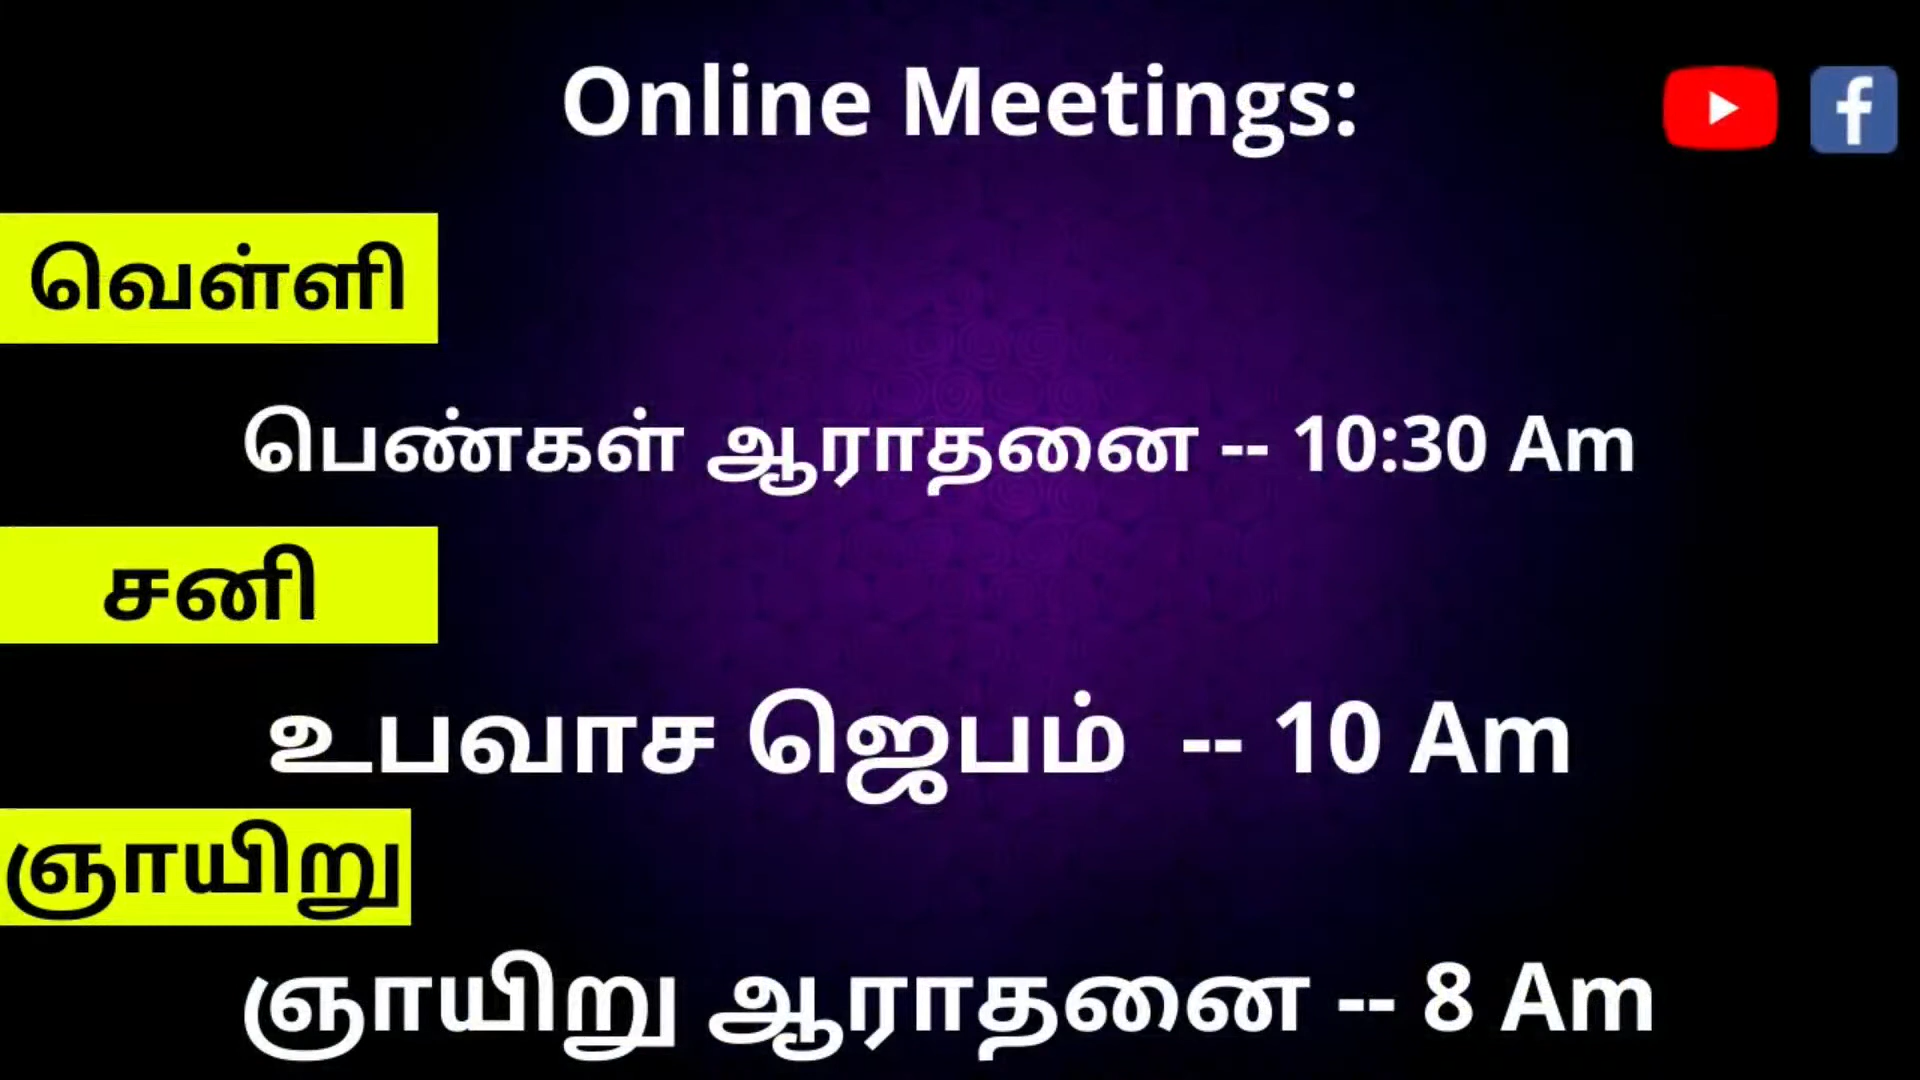 Online Meetings:
வெள்ளி
பெண்கள் ஆராதனை -- 10:30 Am
சனி
உபவாச ஜெபம் -- 10 Am
ஞாயிறு
ஞாயிறு ஆராதனை -- 8 Am